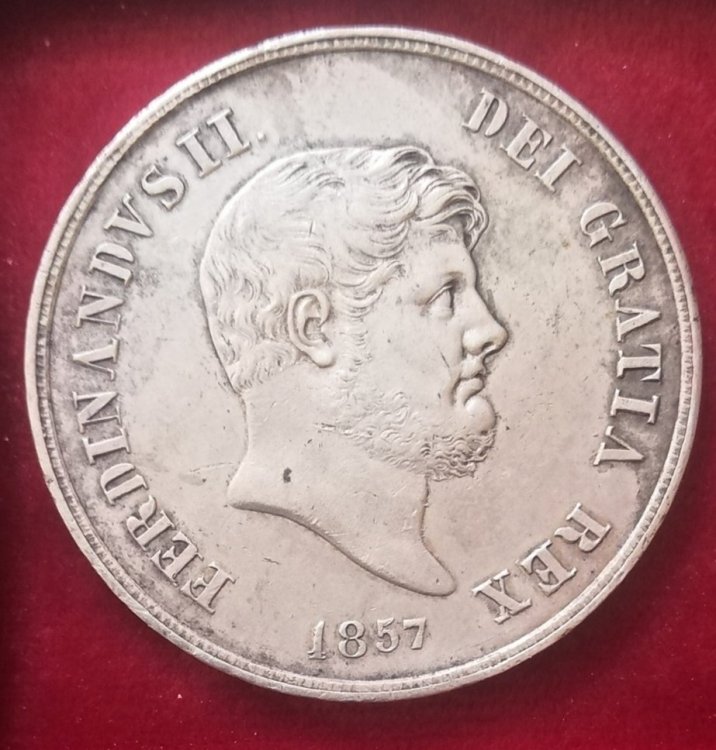 FERDINANDVS II.
DEI GRATIA REX
1857